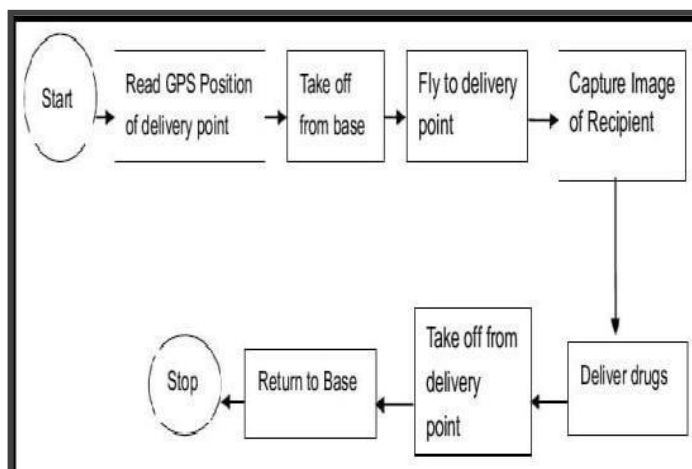 Start
Read GPS Position
of delivery point
Take off
from base
Fly to delivery
point
Capture Image
of Recipient
Deliver drugs
Take off from
delivery
point
Return to Base
Stop